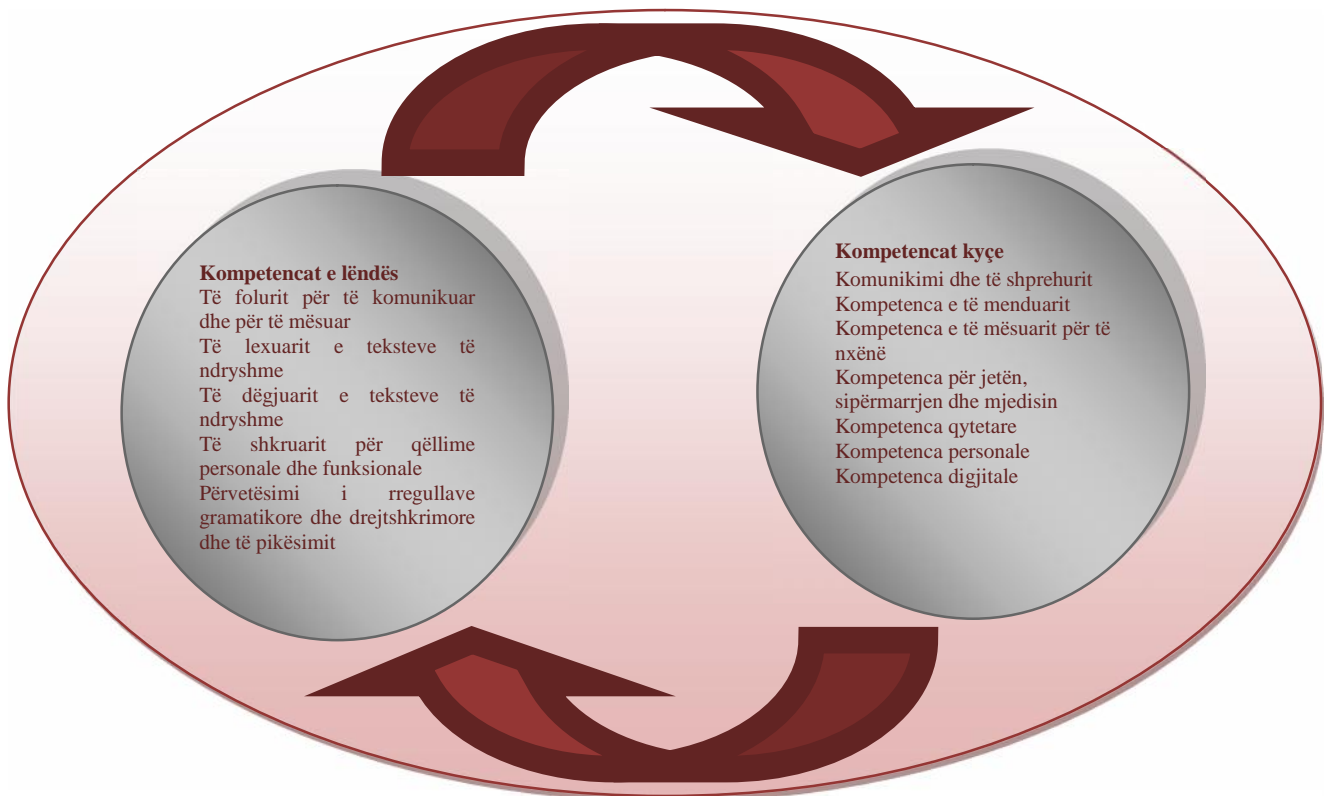 Kompetencat e lëndës
Të folurit për të komunikuar
dhe për të mësuar
Të lexuarit e teksteve të
ndryshme
Të dëgjuarit e teksteve të
ndryshme
Të shkruarit për qëllime
personale dhe funksionale
Përvetësimi i rregullave
gramatikore dhe drejtshkrimore
dhe të pikësimit
Kompetencat kyçe
Komunikimi dhe të shprehurit
Kompetenca e të menduarit
Kompetenca e të mësuarit për të
nxënë
Kompetenca për jetën,
sipërmarrjen dhe mjedisin
Kompetenca qytetare
Kompetenca personale
Kompetenca digjitale